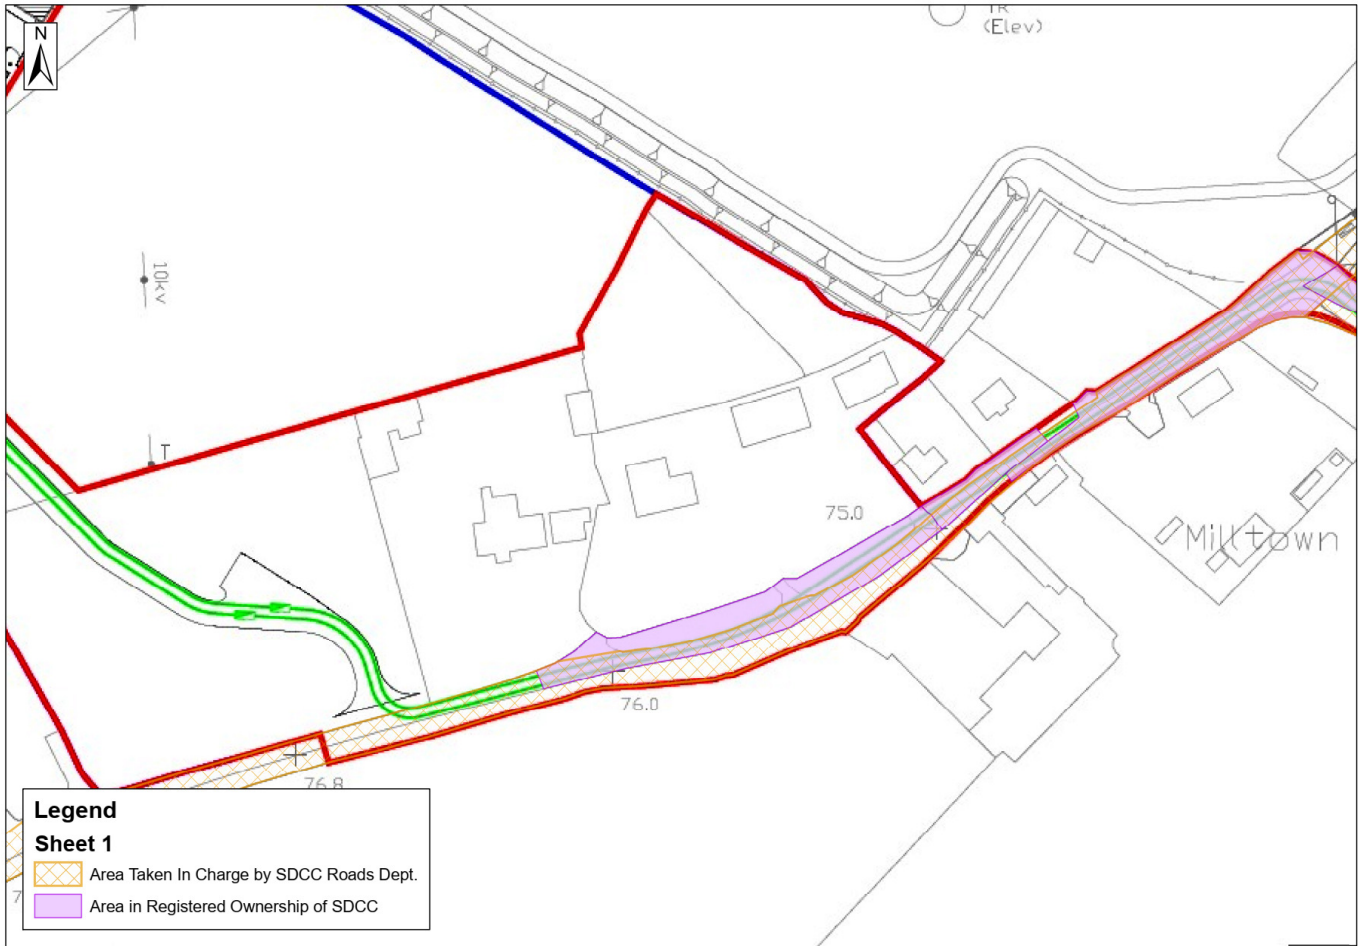 N
(Elev)
10kv
T
75.0
Milltown
76.0
76.8
Legend
Sheet 1
Area Taken In Charge by SDCC Roads Dept.
Area in Registered Ownership of SDCC